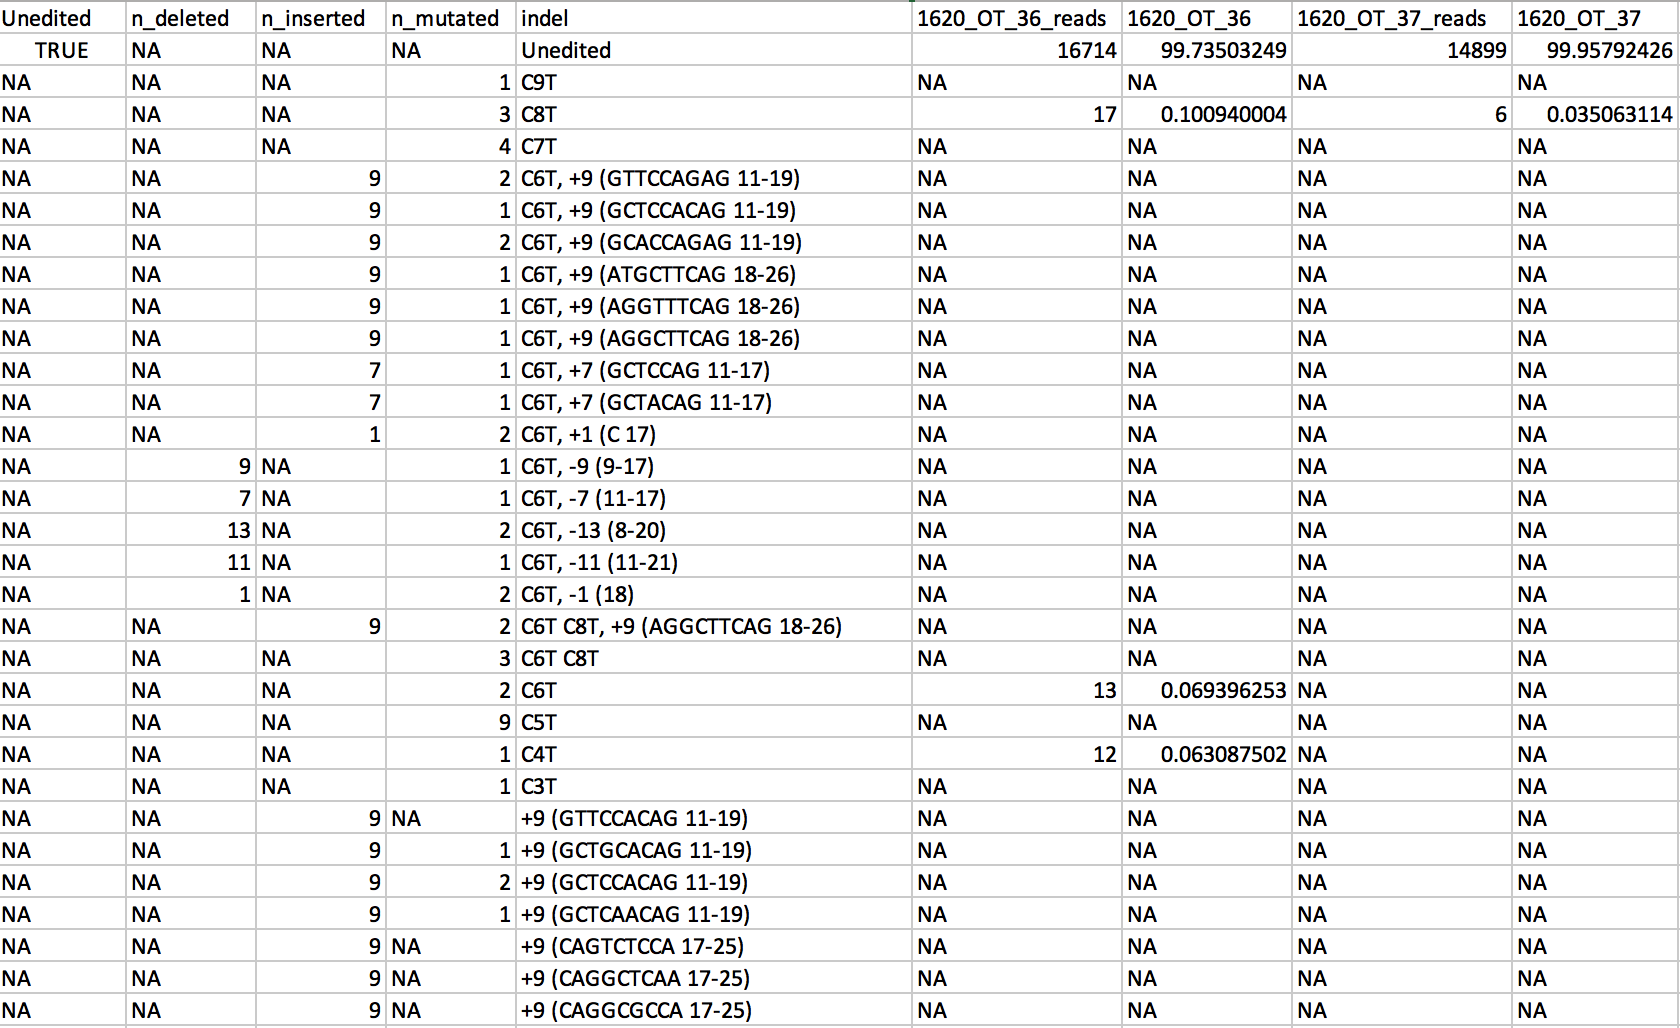 Unedited n_deleted n_inserted n_mutated indel 1620_OT_36_reads 1620_OT_36 1620_OT_37_reads 1620_OT_37
TRUE NA NA NA Unedited 16714 99.73503249 14899 99.95792426
NA NA NA 1 C9T NA NA NA NA
NA NA NA 3 C8T 17 0.100940004 6 0.035063114
NA NA NA 4 C7T NA NA NA NA
NA NA 9 2 C6T, +9 (GTTCCAGAG 11-19) NA NA NA NA
NA NA 9 1 C6T, +9 (GCTCCACAG 11-19) NA NA NA NA
NA NA 9 2 C6T, +9 (GCACCAGAG 11-19) NA NA NA NA
NA NA 9 1 C6T, +9 (ATGCTTCAG 18-26) NA NA NA NA
NA NA 9 1 C6T, +9 (AGGTTTCAG 18-26) NA NA NA NA
NA NA 9 1 C6T, +9 (AGGCTTCAG 18-26) NA NA NA NA
NA NA 7 1 C6T, +7 (GCTCCAG 11-17) NA NA NA NA
NA NA 7 1 C6T, +7 (GCTACAG 11-17) NA NA NA NA
NA NA 1 2 C6T, +1 (C 17) NA NA NA NA
NA 9 NA 1 C6T, -9 (9-17) NA NA NA NA
NA 7 NA 1 C6T, -7 (11-17) NA NA NA NA
NA 13 NA 2 C6T, -13 (8-20) NA NA NA NA
NA 11 NA 1 C6T, -11 (11-21) NA NA NA NA
NA 1 NA 2 C6T, -1 (18) NA NA NA NA
NA NA 9 2 C6T C8T, +9 (AGGCTTCAG 18-26) NA NA NA NA
NA NA NA 3 C6T C8T NA NA NA NA
NA NA NA 2 C6T 13 0.069396253 NA NA
NA NA NA 9 C5T NA NA NA NA
NA NA NA 1 C4T 12 0.063087502 NA NA
NA NA NA 1 C3T NA NA NA NA
NA NA 9 NA +9 (GTTCCACAG 11-19) NA NA NA NA
NA NA 9 1 +9 (GCTGCACAG 11-19) NA NA NA NA
NA NA 9 2 +9 (GCTCCACAG 11-19) NA NA NA NA
NA NA 9 1 +9 (GCTCAACAG 11-19) NA NA NA NA
NA NA 9 NA +9 (CAGTCTCCA 17-25) NA NA NA NA
NA NA 9 NA +9 (CAGGCTCAA 17-25) NA NA NA NA
NA NA 9 NA +9 (CAGGCGCCA 17-25) NA NA NA NA